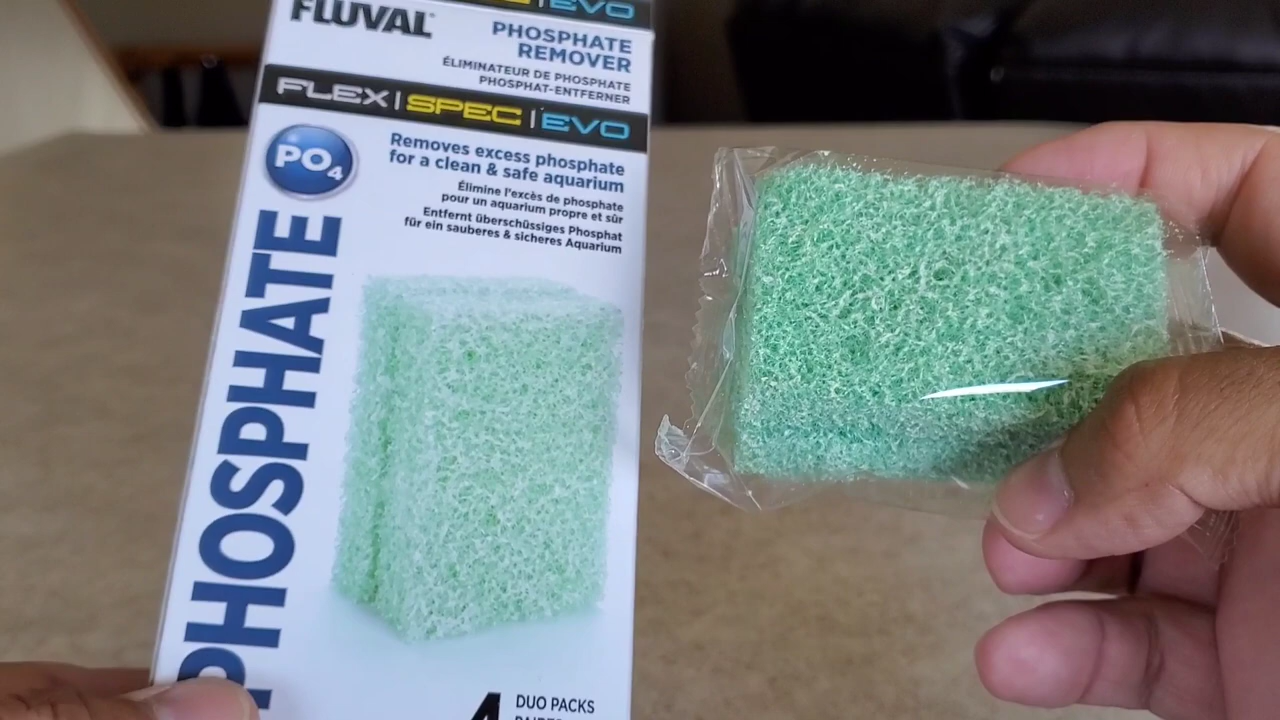 EVO
FLUVAL
PHOSPHATE
REMOVER
ÉLIMINATEUR DE PHOSPHATE
PHOSPHAT-ENTFERNER
FLEX | SPEC | EVO
PO4
Removes excess phosphate
for a clean & safe aquarium
Élimine l'excès de phosphate
pour un aquarium propre et sûr
Entfernt überschüssiges Phosphat
für ein sauberes & sicheres Aquarium
PHOSPHATE
4
DUO PACKS